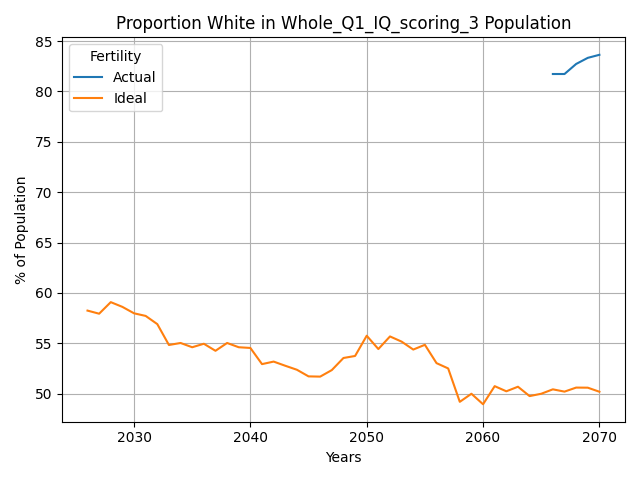 Proportion White in Whole_Q1_IQ_scoring_3 Population
Fertility
Actual
Ideal
% of Population
85
80
75
70
65
60
55
50
2030
2040
2050
2060
2070
Years